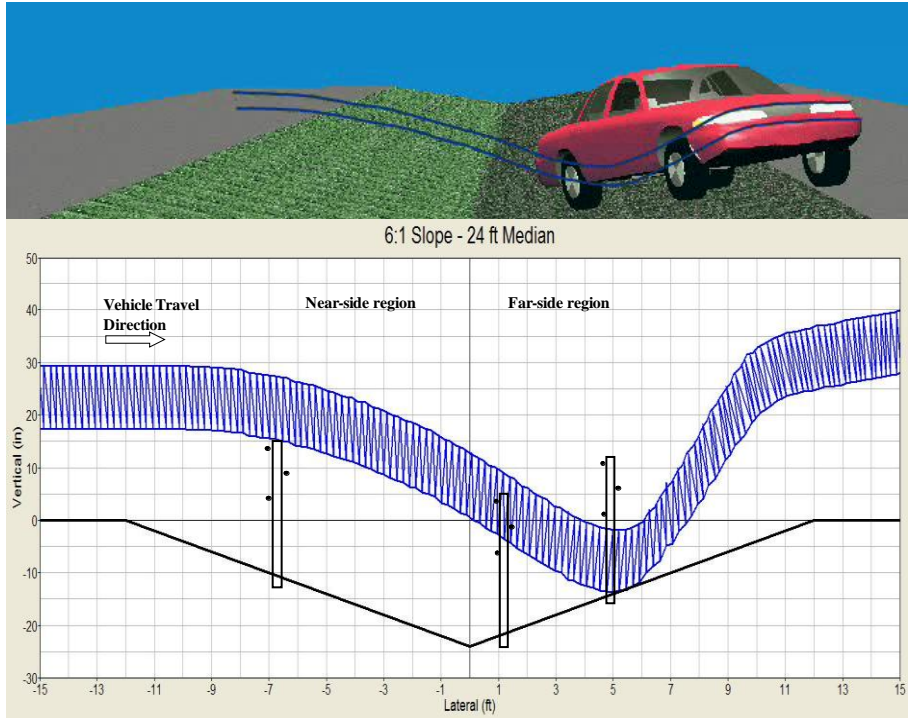 6:1 Slope - 24 ft Median
50
40
30
20
10
0
-10
-20
-30
Vertical (in)
Vehicle Travel
Direction
Near-side region
Far-side region
-15 -13 -11 -9 -7 -5 -3 -1 1 3 5 7 9 11 13 15
Lateral (ft)